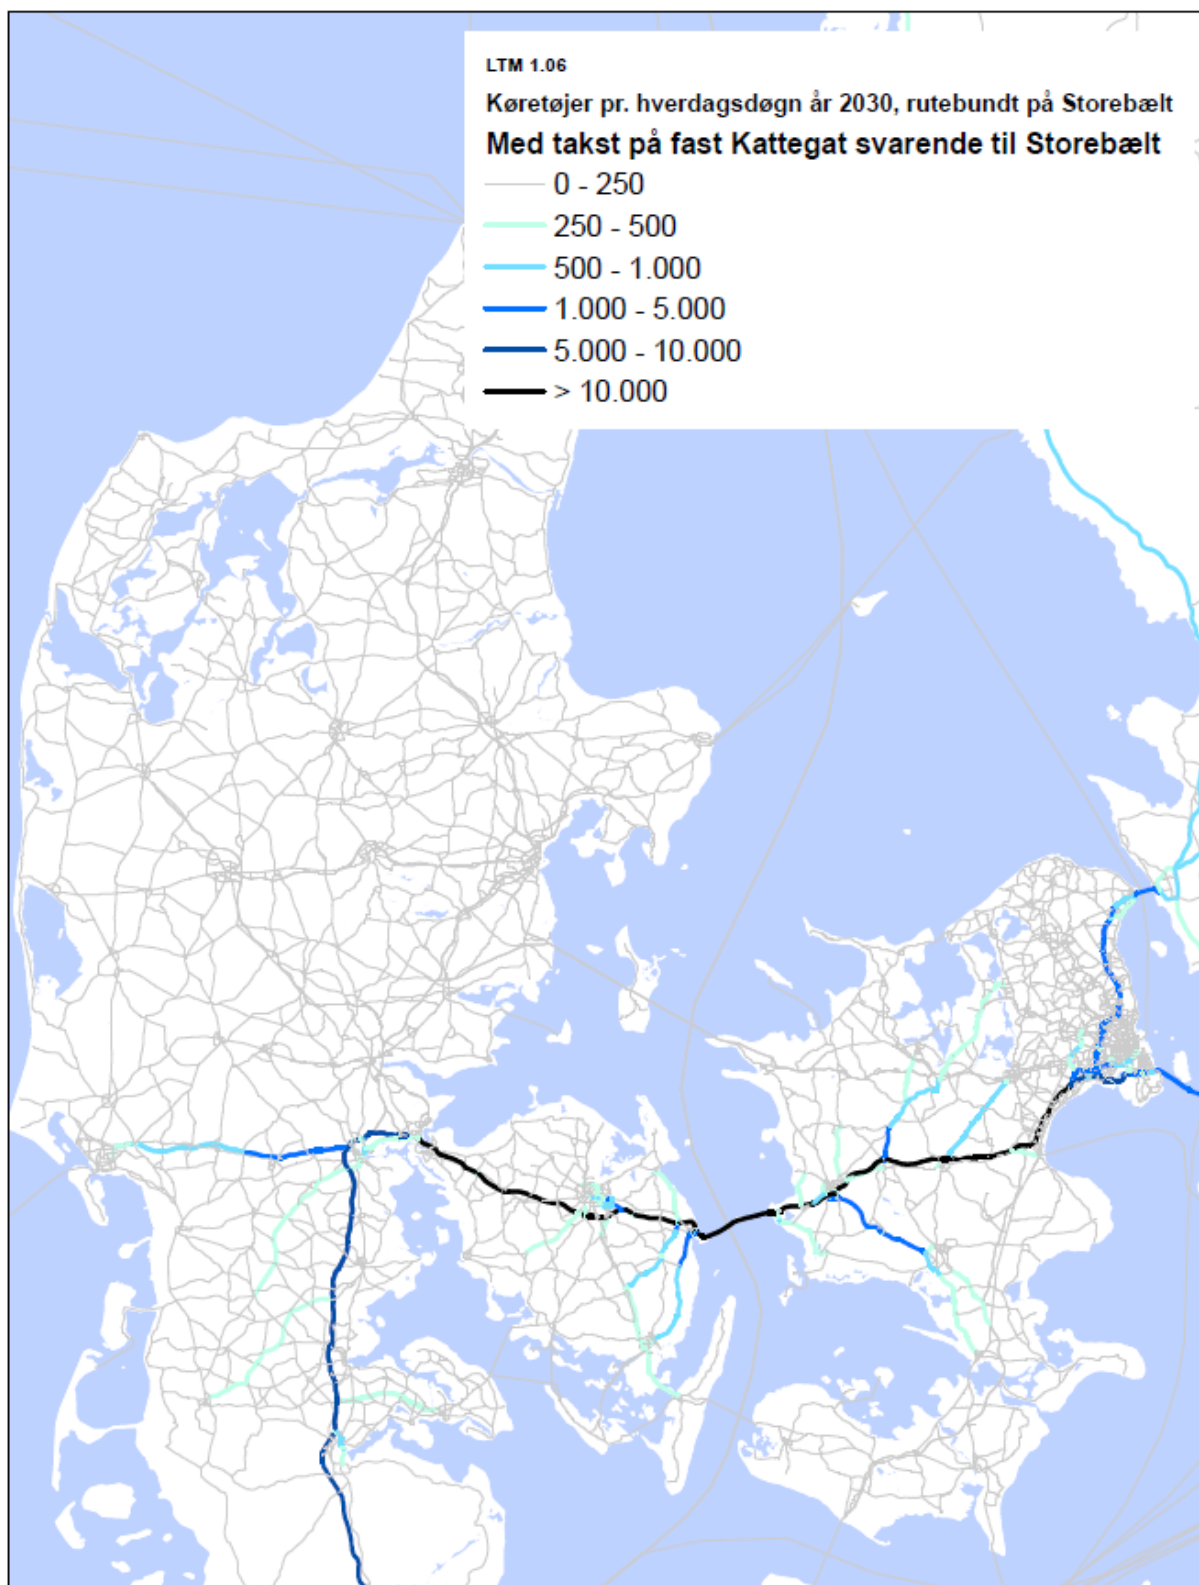 LTM 1.06
Køretøjer pr. hverdagsdøgn år 2030, rutebundt på Storebælt
Med takst på fast Kattegat svarende til Storebælt
0 - 250
250 - 500
500 - 1.000
1.000 - 5.000
5.000 - 10.000
> 10.000